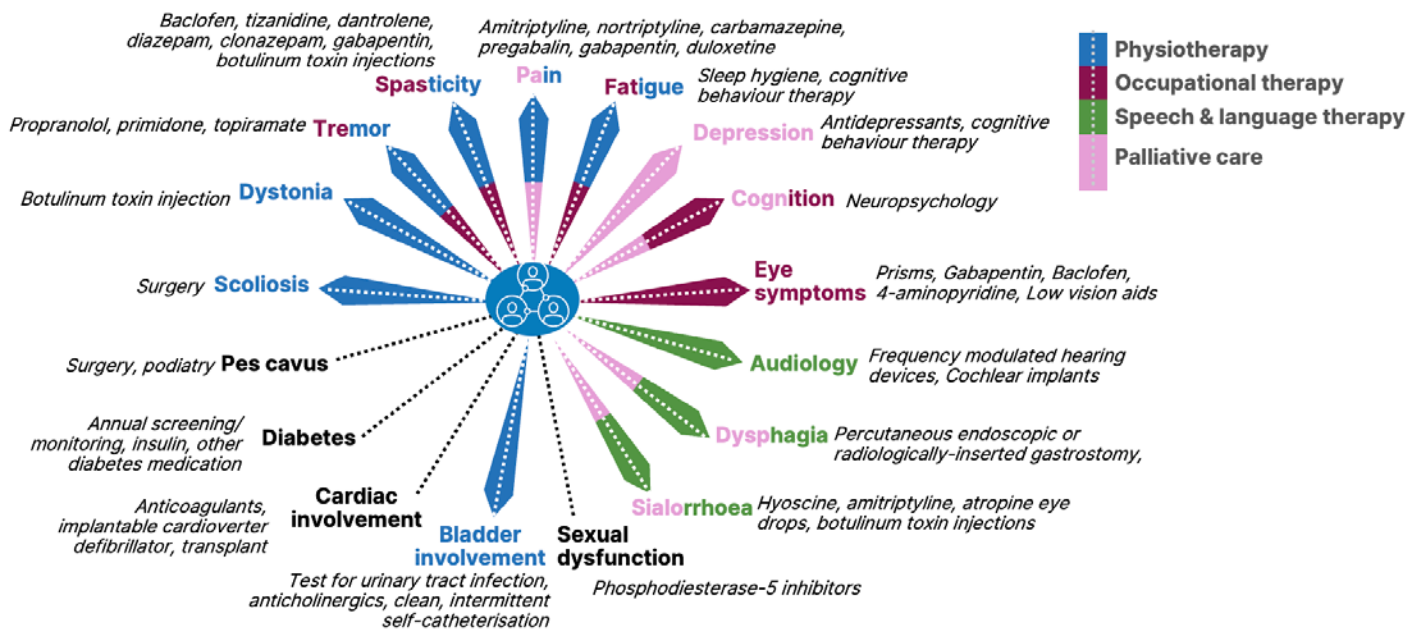 Baclofen, tizanidine, dantrolene,
diazepam, clonazepam, gabapentin,
botulinum toxin injections
Spasticity
Amitriptyline, nortriptyline, carbamazepine,
pregabalin, gabapentin, duloxetine
Pain
Fatigue
Sleep hygiene, cognitive
behaviour therapy
Physiotherapy
Occupational therapy
Speech & language therapy
Palliative care
Propranolol, primidone, topiramate
Tremor
Depression
Antidepressants, cognitive
behaviour therapy
Botulinum toxin injection
Dystonia
Cognition
Neuropsychology
Surgery
Scoliosis
Eye
symptoms
Prisms, Gabapentin, Baclofen,
4-aminopyridine, Low vision aids
Surgery, podiatry
Pes cavus
Audiology
Frequency modulated hearing
devices, Cochlear implants
Annual screening/
monitoring, insulin, other
diabetes medication
Diabetes
Dysphagia
Percutaneous endoscopic or
radiologically-inserted gastrostomy,
Anticoagulants,
implantable cardioverter
defibrillator, transplant
Cardiac
involvement
Sialorrhoea
Hyoscine, amitriptyline, atropine eye
drops, botulinum toxin injections
Bladder
involvement
Test for urinary tract infection,
anticholinergics, clean, intermittent
self-catheterisation
Sexual
dysfunction
Phosphodiesterase-5 inhibitors